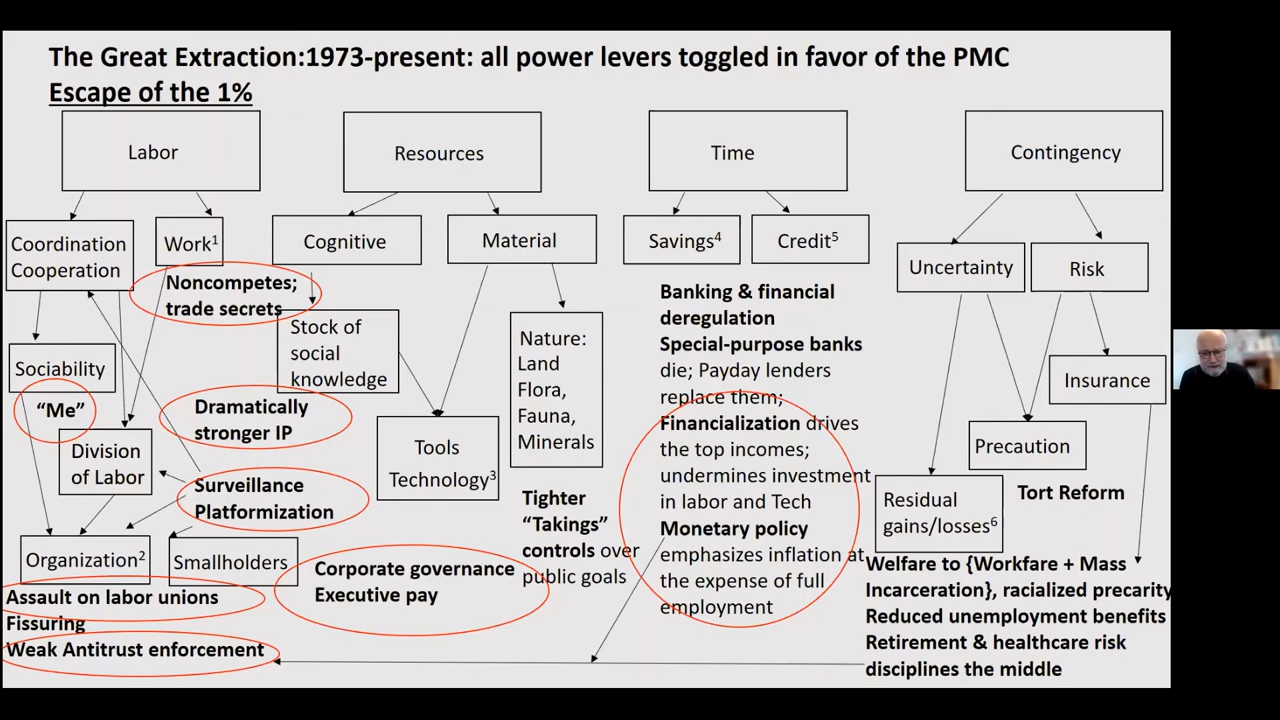 The Great Extraction:1973-present: all power levers toggled in favor of the PMC
Escape of the 1%
Labor
Resources
Time
Contingency
Coordination
Cooperation
Work1
Cognitive
Material
Savings4
Credit5
Uncertainty
Risk
Noncompetes;
trade secrets
Stock of
social
knowledge
Nature:
Land
Flora,
Fauna,
Minerals
Banking & financial
deregulation
Special-purpose banks
die; Payday lenders
replace them;
Financialization drives
the top incomes;
undermines investment
in labor and Tech
Monetary policy
emphasizes inflation at
the expense of full
employment
Insurance
Sociability
“Me”
Dramatically
stronger IP
Division
of Labor
Tools
Technology3
Precaution
Surveillance
Platformization
Tighter
“Takings”
controls over
public goals
Residual
gains/losses6
Tort Reform
Organization2
Smallholders
Corporate governance
Executive pay
Assault on labor unions
Fissuring
Weak Antitrust enforcement
Welfare to {Workfare + Mass
Incarceration}, racialized precarity
Reduced unemployment benefits
Retirement & healthcare risk
disciplines the middle